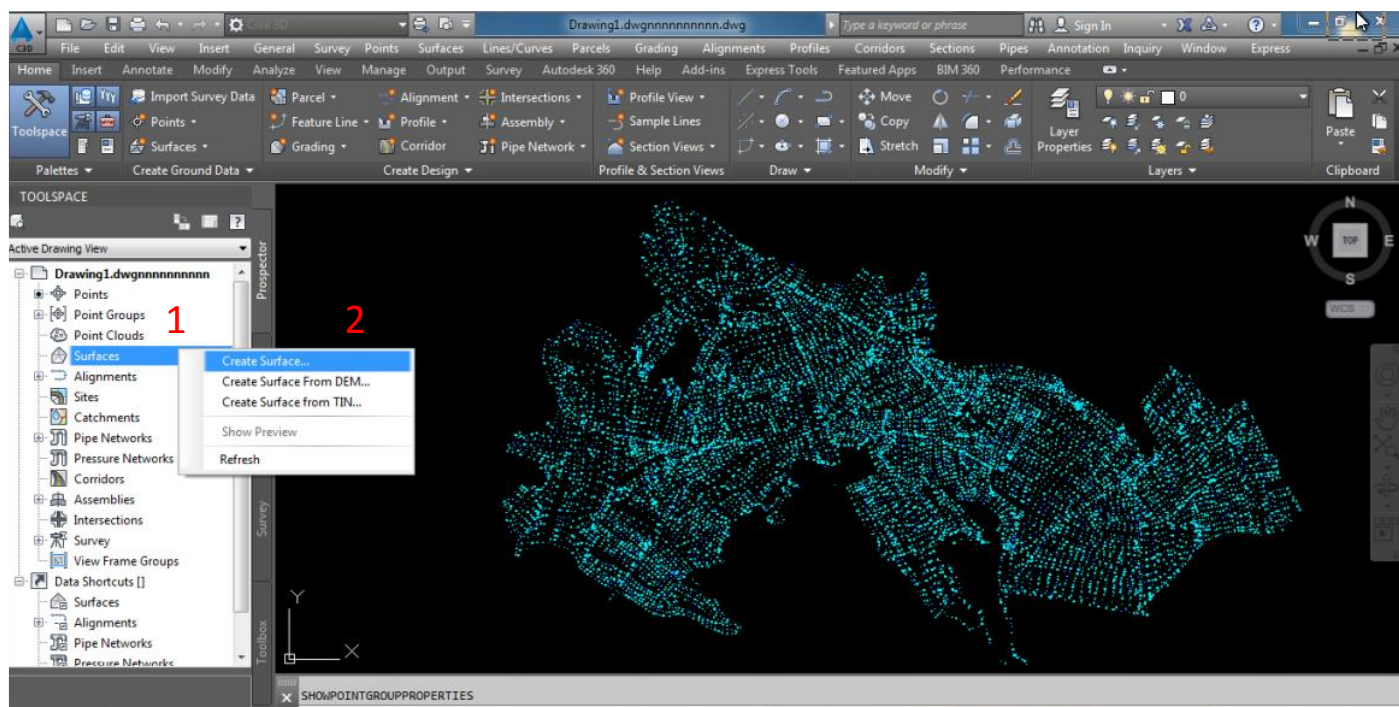 Civil 3D Drawing1.dwgnnnnnnnnnn.dwg Type a keyword or phrase Sign In
C3D File Edit View Insert General Survey Points Surfaces Lines/Curves Parcels Grading Alignments Profiles Corridors Sections Pipes Annotation Inquiry Window Express
Home Insert Annotate Modify Analyze View Manage Output Survey Autodesk 360 Help Add-ins Express Tools Featured Apps BIM 360 Performance
Import Survey Data Parcel Alignment Intersections Profile View Move 0
Toolspace Points Feature Line Profile Assembly Sample Lines Copy Layer Properties Paste
Surfaces Grading Corridor Pipe Network Section Views Stretch
Palettes Create Ground Data Create Design Profile & Section Views Draw Modify Layers Clipboard
TOOLSPACE
Active Drawing View
Drawing1.dwgnnnnnnnnnn
Points
Point Groups
Point Clouds
Surfaces
Alignments
Sites
Catchments
Pipe Networks
Pressure Networks
Corridors
Assemblies
Intersections
Survey
View Frame Groups
Data Shortcuts []
Surfaces
Alignments
Pipe Networks
Pressure Networks
Prospector
Survey
Toolbox
1
2
Create Surface...
Create Surface From DEM...
Create Surface from TIN...
Show Preview
Refresh
N
W TOP E
S
WCS
Y
X
SHOWPOINTGROUPPROPERTIES